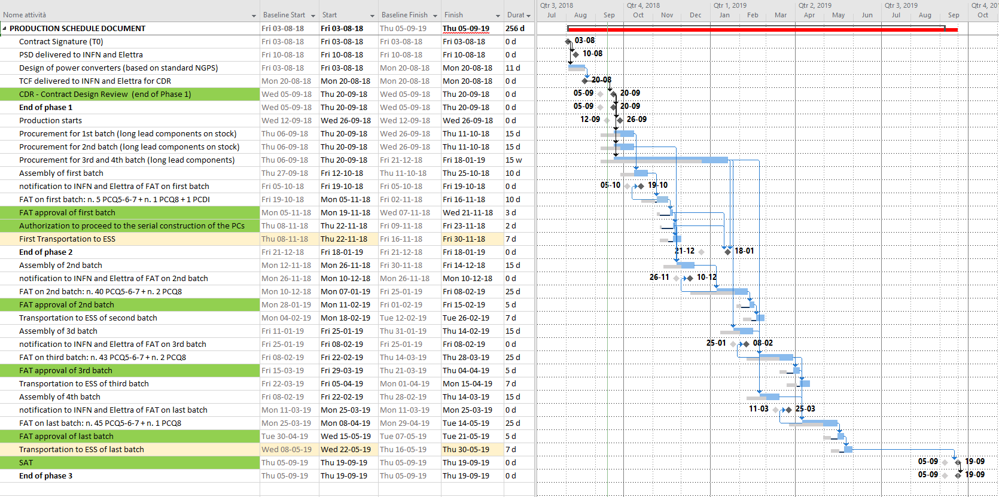 Qtr 3, 2018 Qtr 4, 2018 Qtr 1, 2019 Qtr 2, 2019 Qtr 3, 2019 Qtr 4, 201
Nome attività Baseline Start Start Baseline Finish Finish Durat Jul Aug Sep Oct Nov Dec Jan Feb Mar Apr May Jun Jul Aug Sep Oct
PRODUCTION SCHEDULE DOCUMENT Fri 03-08-18 Fri 03-08-18 Thu 05-09-19 Thu 05-09-19 256 d
Contract Signature (T0) Fri 03-08-18 Fri 03-08-18 Fri 03-08-18 Fri 03-08-18 0 d 03-08
PSD delivered to INFN and Elettra Fri 10-08-18 Fri 10-08-18 Fri 10-08-18 Fri 10-08-18 0 d 10-08
Design of power converters (based on standard NGPS) Fri 03-08-18 Fri 03-08-18 Mon 20-08-18 Mon 20-08-18 11 d
TCF delivered to INFN and Elettra for CDR Mon 20-08-18 Mon 20-08-18 Mon 20-08-18 Mon 20-08-18 0 d 20-08
CDR - Contract Design Review (end of Phase 1) Wed 05-09-18 Thu 20-09-18 Wed 05-09-18 Thu 20-09-18 0 d 05-09 20-09
End of phase 1 Wed 05-09-18 Thu 20-09-18 Wed 05-09-18 Thu 20-09-18 0 d 05-09 20-09
Production starts Wed 12-09-18 Wed 26-09-18 Wed 12-09-18 Wed 26-09-18 0 d 12-09 26-09
Procurement for 1st batch (long lead components on stock) Thu 06-09-18 Thu 20-09-18 Wed 26-09-18 Thu 11-10-18 15 d
Procurement for 2nd batch (long lead components on stock) Thu 06-09-18 Thu 20-09-18 Wed 26-09-18 Thu 11-10-18 15 d
Procurement for 3rd and 4th batch (long lead components) Thu 06-09-18 Thu 20-09-18 Fri 21-12-18 Fri 18-01-19 15 w
Assembly of first batch Thu 27-09-18 Fri 12-10-18 Thu 11-10-18 Thu 25-10-18 10 d
notification to INFN and Elettra of FAT on first batch Fri 05-10-18 Fri 19-10-18 Fri 05-10-18 Fri 19-10-18 0 d 05-10 19-10
FAT on first batch: n. 5 PCQ5-6-7 + n. 1 PCQ8 + 1 PCDI Fri 19-10-18 Mon 05-11-18 Fri 02-11-18 Fri 16-11-18 10 d
FAT approval of first batch Mon 05-11-18 Mon 19-11-18 Wed 07-11-18 Wed 21-11-18 3 d
Authorization to proceed to the serial construction of the PCs Thu 08-11-18 Thu 22-11-18 Fri 09-11-18 Fri 23-11-18 2 d
First Transportation to ESS Thu 08-11-18 Thu 22-11-18 Fri 16-11-18 Fri 30-11-18 7 d
End of phase 2 Fri 21-12-18 Fri 18-01-19 Fri 21-12-18 Fri 18-01-19 0 d 21-12 18-01
Assembly of 2nd batch Mon 12-11-18 Mon 26-11-18 Fri 30-11-18 Fri 14-12-18 15 d
notification to INFN and Elettra of FAT on 2nd batch Mon 26-11-18 Mon 10-12-18 Mon 26-11-18 Mon 10-12-18 0 d 26-11 10-12
FAT on 2nd batch: n. 40 PCQ5-6-7 + n. 2 PCQ8 Mon 10-12-18 Mon 07-01-19 Fri 25-01-19 Fri 08-02-19 25 d
FAT approval of 2nd batch Mon 28-01-19 Mon 11-02-19 Fri 01-02-19 Fri 15-02-19 5 d
Transportation to ESS of second batch Mon 04-02-19 Mon 18-02-19 Tue 12-02-19 Tue 26-02-19 7 d
Assembly of 3d batch Fri 11-01-19 Fri 25-01-19 Thu 31-01-19 Thu 14-02-19 15 d
notification to INFN and Elettra of FAT on 3rd batch Fri 25-01-19 Fri 08-02-19 Fri 25-01-19 Fri 08-02-19 0 d 25-01 08-02
FAT on third batch: n. 43 PCQ5-6-7 + n. 2 PCQ8 Fri 08-02-19 Fri 22-02-19 Thu 14-03-19 Thu 28-03-19 25 d
FAT approval of 3rd batch Fri 15-03-19 Fri 29-03-19 Thu 21-03-19 Thu 04-04-19 5 d
Transportation to ESS of third batch Fri 22-03-19 Fri 05-04-19 Mon 01-04-19 Mon 15-04-19 7 d
Assembly of 4th batch Fri 08-02-19 Fri 22-02-19 Thu 28-02-19 Thu 14-03-19 15 d
notification to INFN and Elettra of FAT on last batch Mon 11-03-19 Mon 25-03-19 Mon 11-03-19 Mon 25-03-19 0 d 11-03 25-03
FAT on last batch: n. 45 PCQ5-6-7 + n. 1 PCQ8 Mon 25-03-19 Mon 08-04-19 Mon 29-04-19 Tue 14-05-19 25 d
FAT approval of last batch Tue 30-04-19 Wed 15-05-19 Tue 07-05-19 Tue 21-05-19 5 d
Transportation to ESS of last batch Wed 08-05-19 Wed 22-05-19 Thu 16-05-19 Thu 30-05-19 7 d
SAT Thu 05-09-19 Thu 19-09-19 Thu 05-09-19 Thu 19-09-19 0 d 05-09 19-09
End of phase 3 Thu 05-09-19 Thu 19-09-19 Thu 05-09-19 Thu 19-09-19 0 d 05-09 19-09